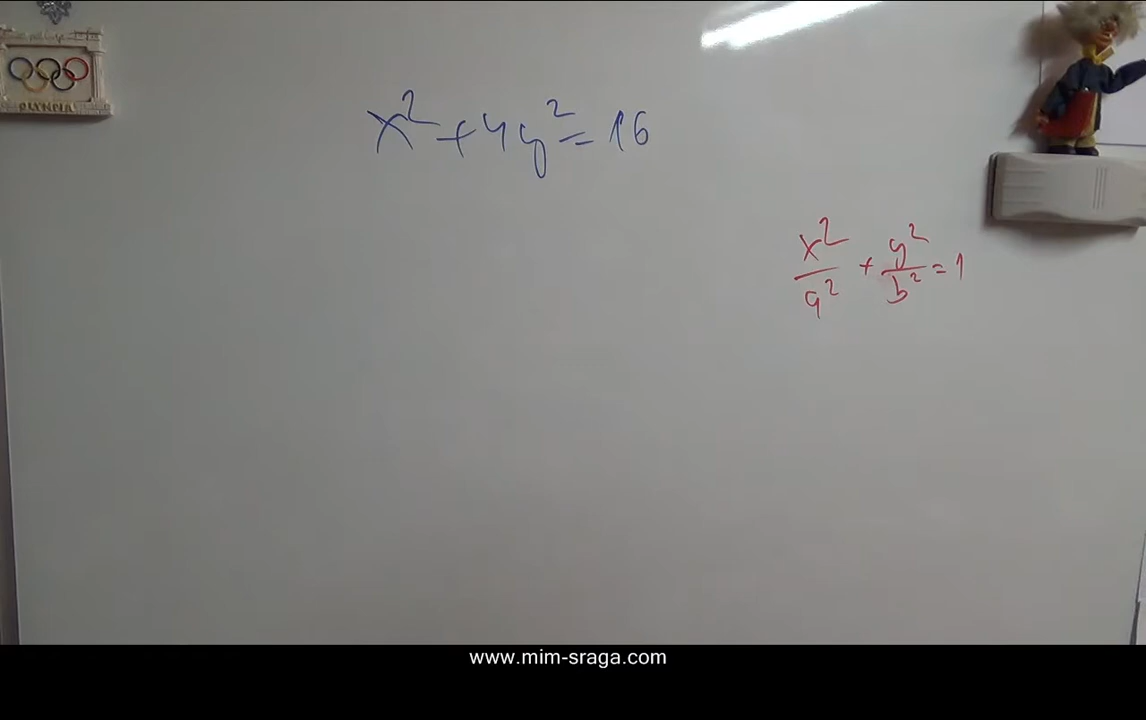 OLYMPIA
x² + 4y² = 16
x²/a² + y²/b² = 1
www.mim-sraga.com